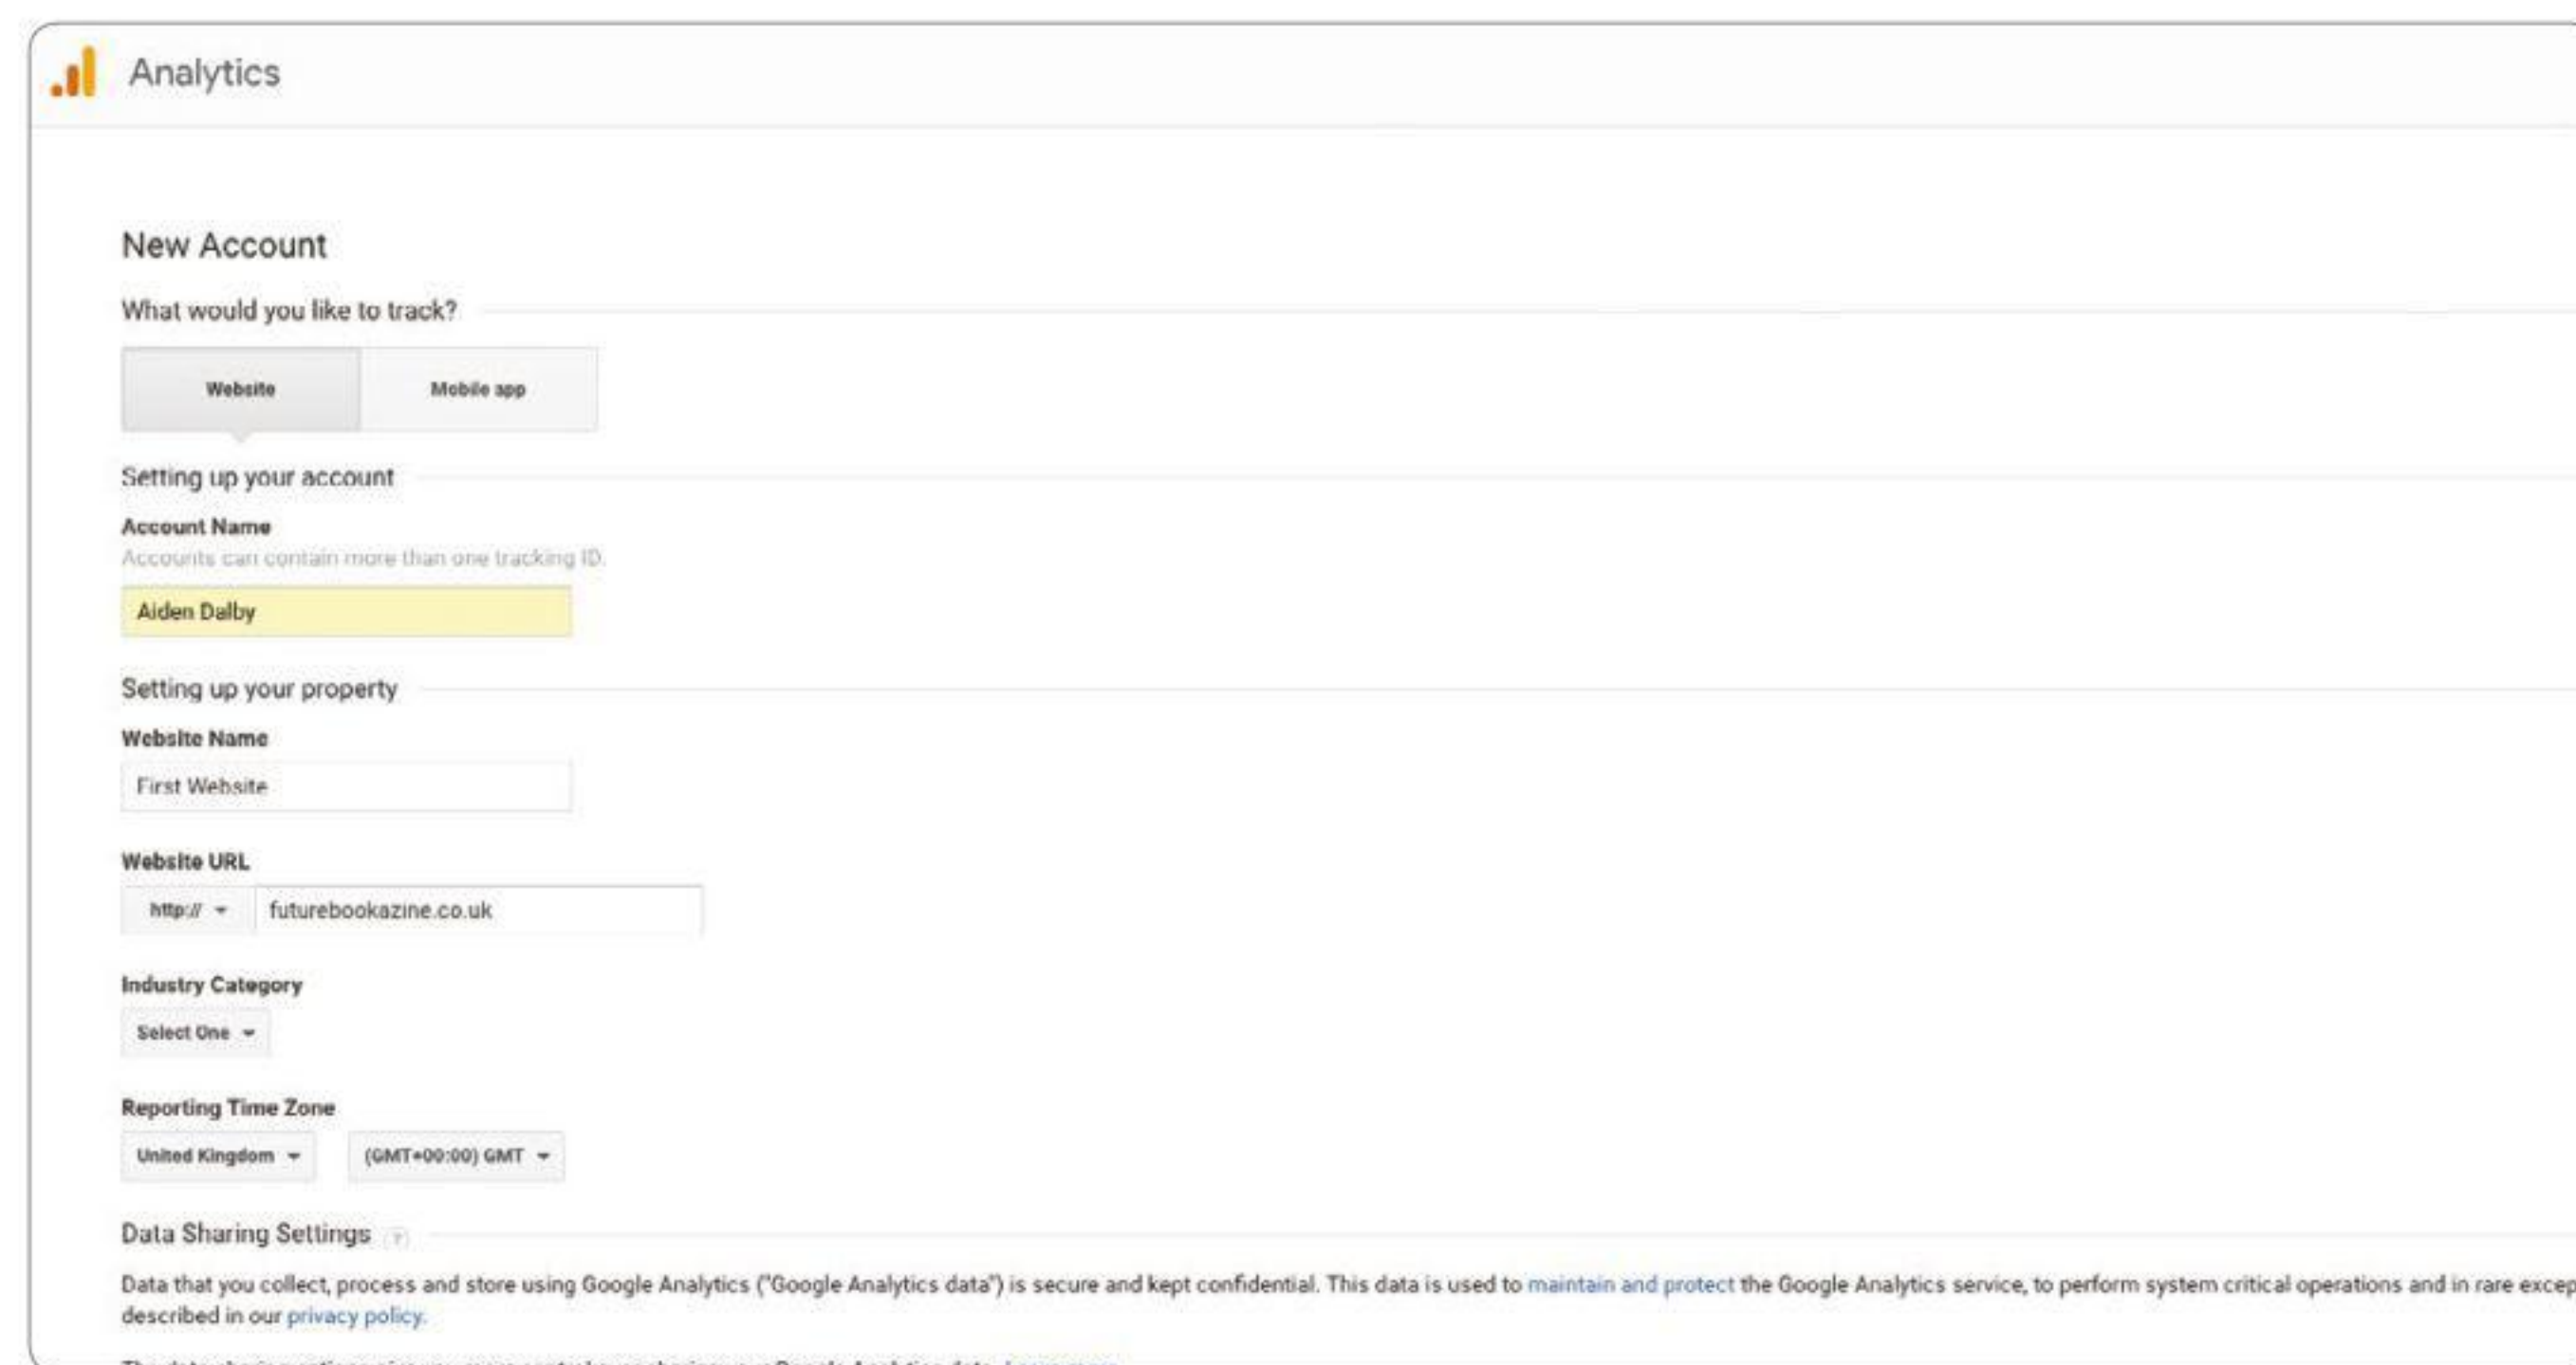 Analytics
New Account
What would you like to track?
Website Mobile app
Setting up your account
Account Name
Accounts can contain more than one tracking ID.
Aiden Dalby
Setting up your property
Website Name
First Website
Website URL
http:// futurebookazine.co.uk
Industry Category
Select One
Reporting Time Zone
United Kingdom (GMT+00:00) GMT
Data Sharing Settings ?
Data that you collect, process and store using Google Analytics ("Google Analytics data") is secure and kept confidential. This data is used to maintain and protect the Google Analytics service, to perform system critical operations and in rare excep
described in our privacy policy.